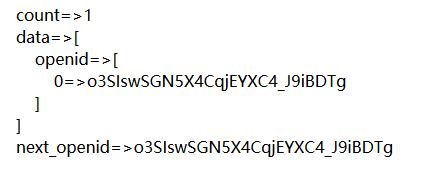 count=>1
data=>[
openid=>[
0=>o3SIswSGN5X4CqjEYXC4_J9iBDTg
]
]
next_openid=>o3SIswSGN5X4CqjEYXC4_J9iBDTg